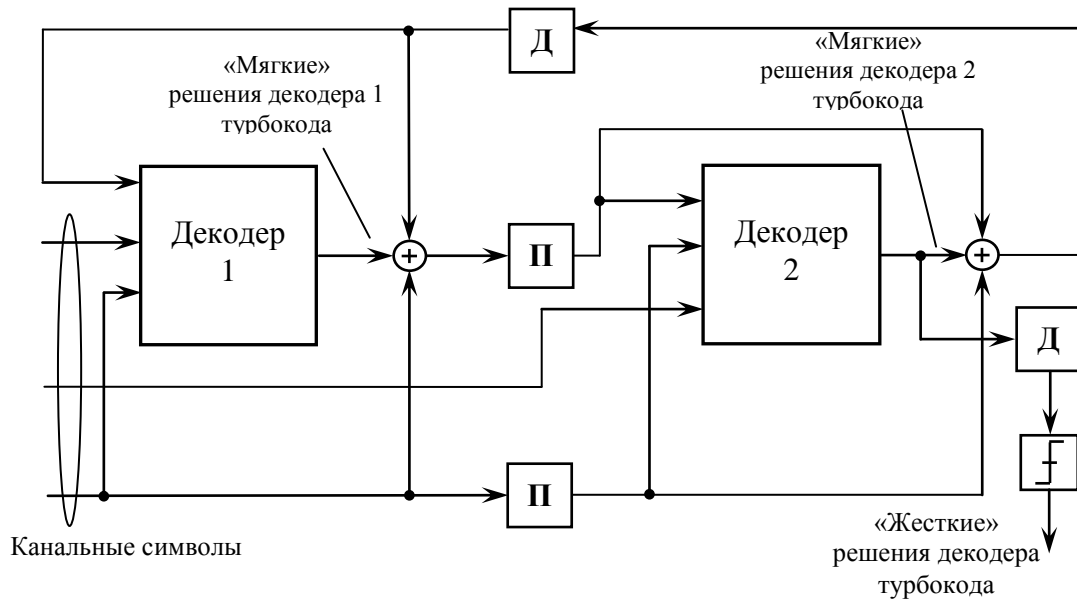 Д
«Мягкие»
решения декодера 1
турбокода
«Мягкие»
решения декодера 2
турбокода
Декодер
1
+
П
Декодер
2
+
Д
П
Канальные символы
«Жесткие»
решения декодера
турбокода